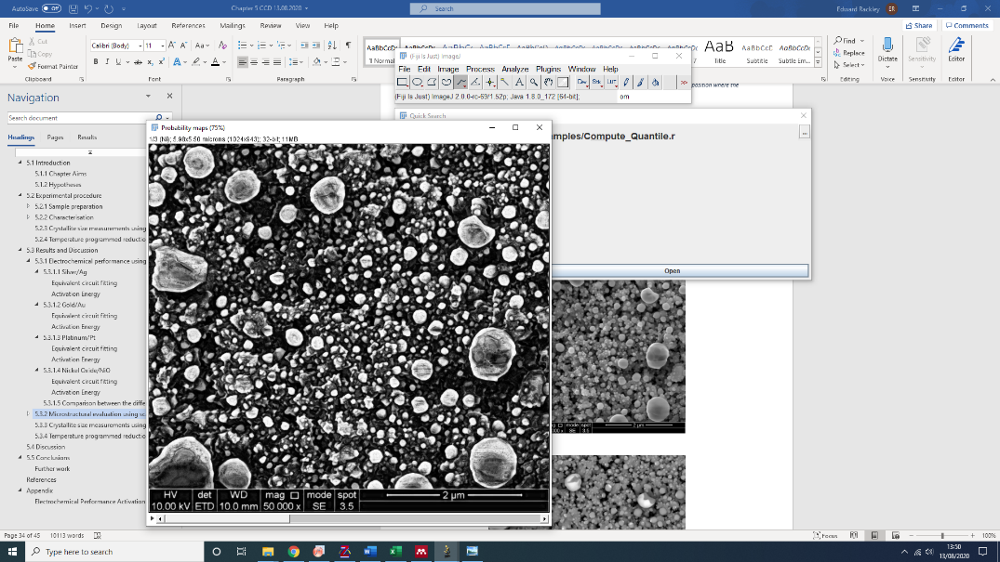 AutoSave Off
Chapter 5 CCD 13.08.2020
Search
Edward Rackley ER
File Home Insert Draw Design Layout References Mailings Review View Help
Share Comments
Paste
Cut
Copy
Format Painter
Clipboard
Calibri (Body) 11
Font
Paragraph
AaBbCcDc
¶ Normal
AaB
Title
AaBbCcC
Subtitle
AaBbCcDc
Subtle Em...
Find
Replace
Select
Editing
Dictate
Voice
Sensitivity
Sensitivity
Editor
Editor
Navigation
Search document
Headings Pages Results
5.1 Introduction
5.1.1 Chapter Aims
5.1.2 Hypotheses
5.2 Experimental procedure
5.2.1 Sample preparation
5.2.2 Characterisation
5.2.3 Crystallite size measurements using
5.2.4 Temperature programmed reductio
5.3 Results and Discussion
5.3.1 Electrochemical performance using
5.3.1.1 Silver/Ag
Equivalent circuit fitting
Activation Energy
5.3.1.2 Gold/Au
Equivalent circuit fitting
Activation Energy
5.3.1.3 Platinum/Pt
Equivalent circuit fitting
Activation Energy
5.3.1.4 Nickel Oxide/NiO
Equivalent circuit fitting
Activation Energy
5.3.1.5 Comparison between the diffe
5.3.2 Microstructural evaluation using sc
5.3.3 Crystallite size measurements using
5.3.4 Temperature programmed reductio
5.4 Discussion
5.5 Conclusions
Further work
References
Appendix
Electrochemical Performance Activation
(Fiji Is Just) ImageJ
File Edit Image Process Analyze Plugins Window Help
Dev Stk LUT
(Fiji Is Just) ImageJ 2.0.0-rc-69/1.52p; Java 1.8.0_172 [64-bit];
om
position where the
Quick Search
mples/Compute_Quantile.r
...
Open
Probability maps (75%)
1/3 (Ni); 5.98x5.50 microns (1024x943); 32-bit; 11MB
HV det WD mag mode spot
10.00 kV ETD 10.0 mm 50 000 x SE 3.5
2 µm
mode spot
000 x SE 3.5
2 µm
Page 34 of 45 10113 words
Focus
100%
Type here to search
13:50
13/08/2020